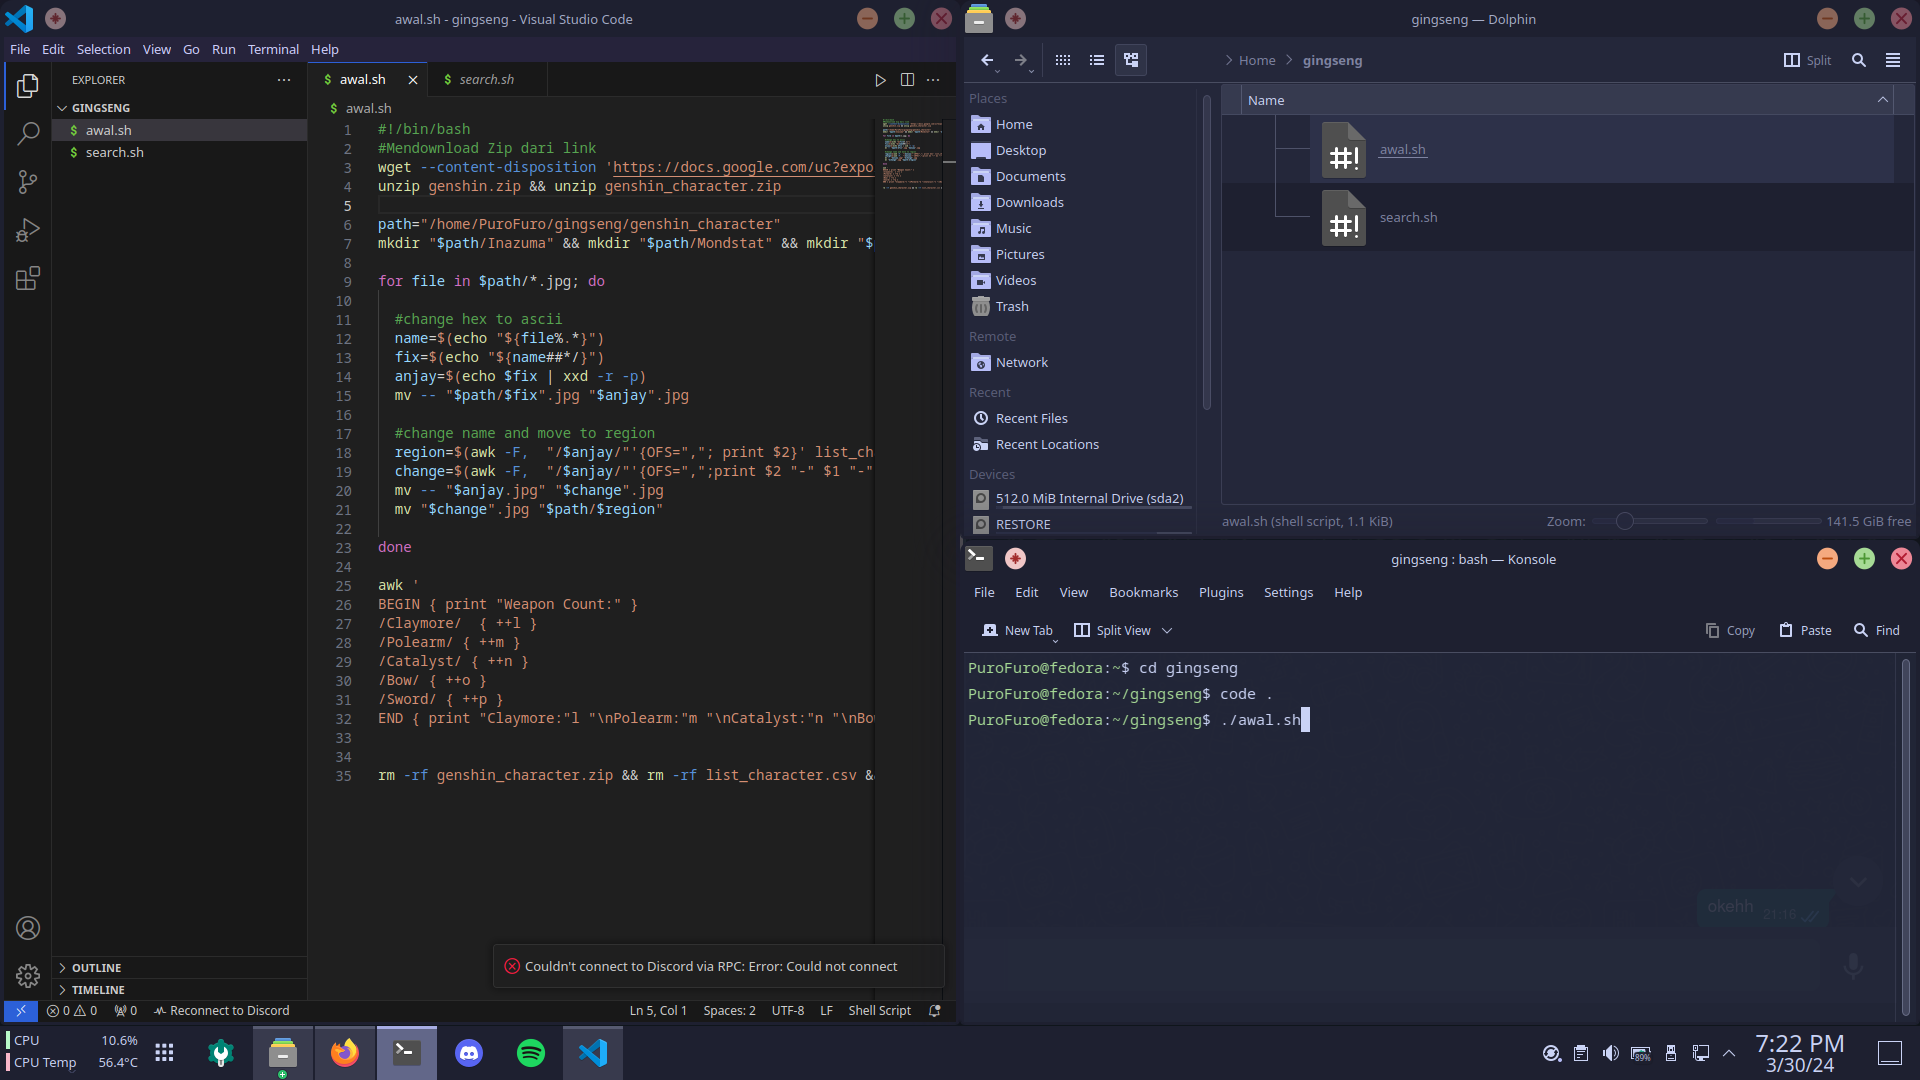 awal.sh - gingseng - Visual Studio Code
File Edit Selection View Go Run Terminal Help
EXPLORER
GINGSENG
$ awal.sh
$ search.sh
OUTLINE
TIMELINE
$ awal.sh
$ search.sh
$ awal.sh
1 #!/bin/bash
2 #Mendownload Zip dari link
3 wget --content-disposition 'https://docs.google.com/uc?expo
4 unzip genshin.zip && unzip genshin_character.zip
5
6 path="/home/PuroFuro/gingseng/genshin_character"
7 mkdir "$path/Inazuma" && mkdir "$path/Mondstat" && mkdir "$
8
9 for file in $path/*.jpg; do
10
11 #change hex to ascii
12 name=$(echo "${file%.*}")
13 fix=$(echo "${name##*/}")
14 anjay=$(echo $fix | xxd -r -p)
15 mv -- "$path/$fix".jpg "$anjay".jpg
16
17 #change name and move to region
18 region=$(awk -F, "/$anjay/"'{OFS=","; print $2}' list_ch
19 change=$(awk -F, "/$anjay/"'{OFS=",";print $2 "-" $1 "-"
20 mv -- "$anjay.jpg" "$change".jpg
21 mv "$change".jpg "$path/$region"
22
23 done
24
25 awk '
26 BEGIN { print "Weapon Count:" }
27 /Claymore/ { ++l }
28 /Polearm/ { ++m }
29 /Catalyst/ { ++n }
30 /Bow/ { ++o }
31 /Sword/ { ++p }
32 END { print "Claymore:"l "\nPolearm:"m "\nCatalyst:"n "\nBo
33
34
35 rm -rf genshin_character.zip && rm -rf list_character.csv &
Couldn't connect to Discord via RPC: Error: Could not connect
0 0 0 Reconnect to Discord Ln 5, Col 1 Spaces: 2 UTF-8 LF Shell Script
gingseng — Dolphin
Home gingseng Split
Places
Home
Desktop
Documents
Downloads
Music
Pictures
Videos
Trash
Remote
Network
Recent
Recent Files
Recent Locations
Devices
512.0 MiB Internal Drive (sda2)
RESTORE
Name
#! awal.sh
#! search.sh
awal.sh (shell script, 1.1 KiB) Zoom: 141.5 GiB free
gingseng : bash — Konsole
File Edit View Bookmarks Plugins Settings Help
New Tab Split View Copy Paste Find
PuroFuro@fedora:~$ cd gingseng
PuroFuro@fedora:~/gingseng$ code .
PuroFuro@fedora:~/gingseng$ ./awal.sh
okehh 21:16
CPU 10.6%
CPU Temp 56.4°C
89%
7:22 PM
3/30/24